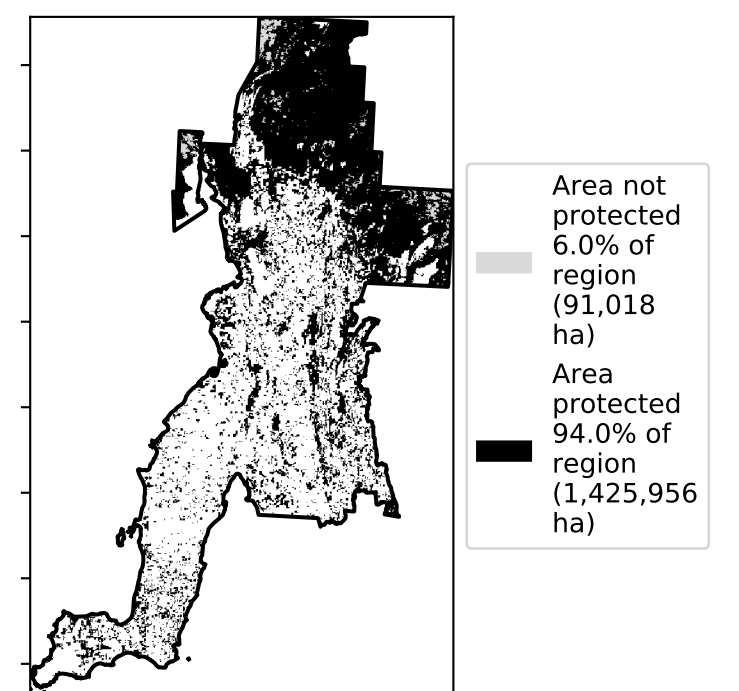 Area not
protected
6.0% of
region
(91,018
ha)
Area
protected
94.0% of
region
(1,425,956
ha)